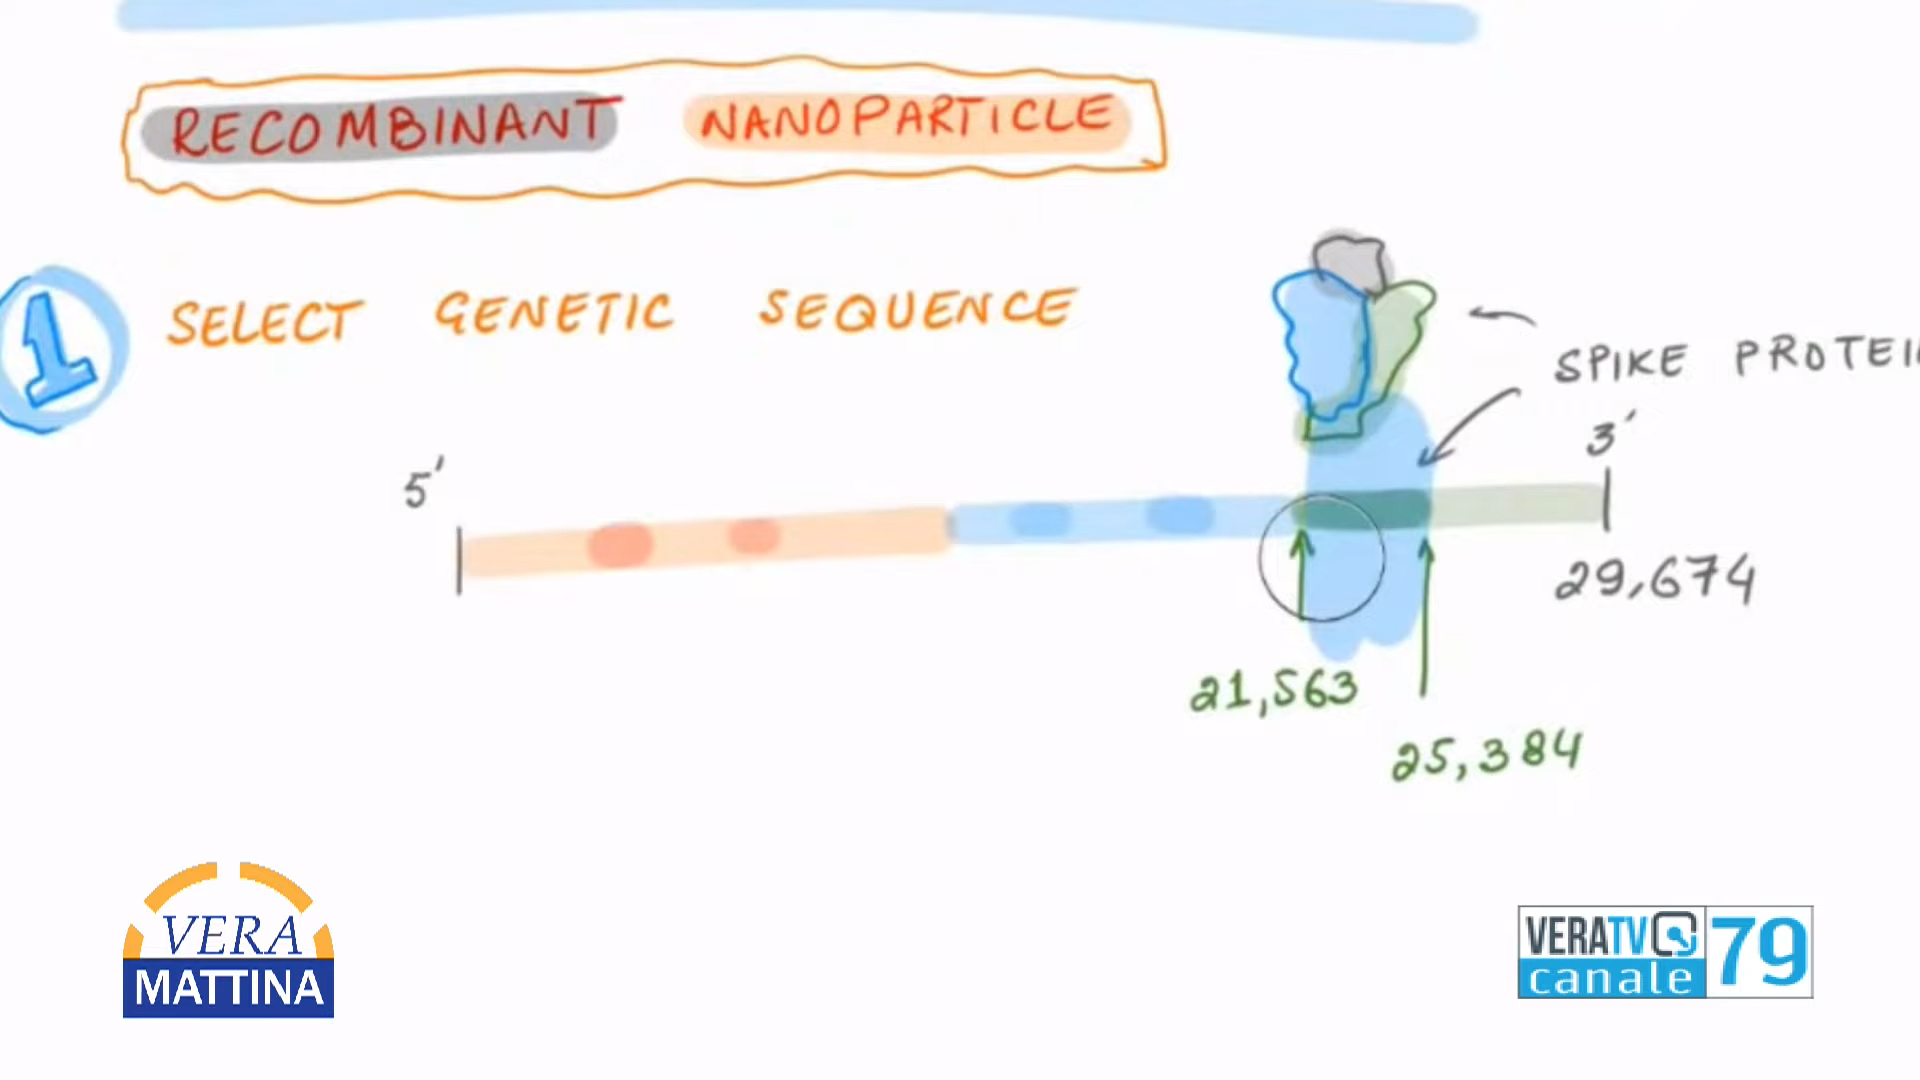 RECOMBINANT NANOPARTICLE
1 SELECT GENETIC SEQUENCE
SPIKE PROTEI
5'
3'
29,674
21,563
25,384
VERA
MATTINA
VERATV
canale
79